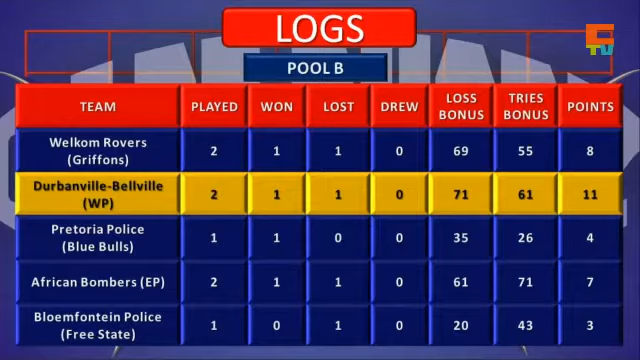 LOGS
TV
POOL B
TEAM PLAYED WON LOST DREW LOSS BONUS TRIES BONUS POINTS
Welkom Rovers (Griffons) 2 1 1 0 69 55 8
Durbanville-Bellville (WP) 2 1 1 0 71 61 11
Pretoria Police (Blue Bulls) 1 1 0 0 35 26 4
African Bombers (EP) 2 1 1 0 61 71 7
Bloemfontein Police (Free State) 1 0 1 0 20 43 3